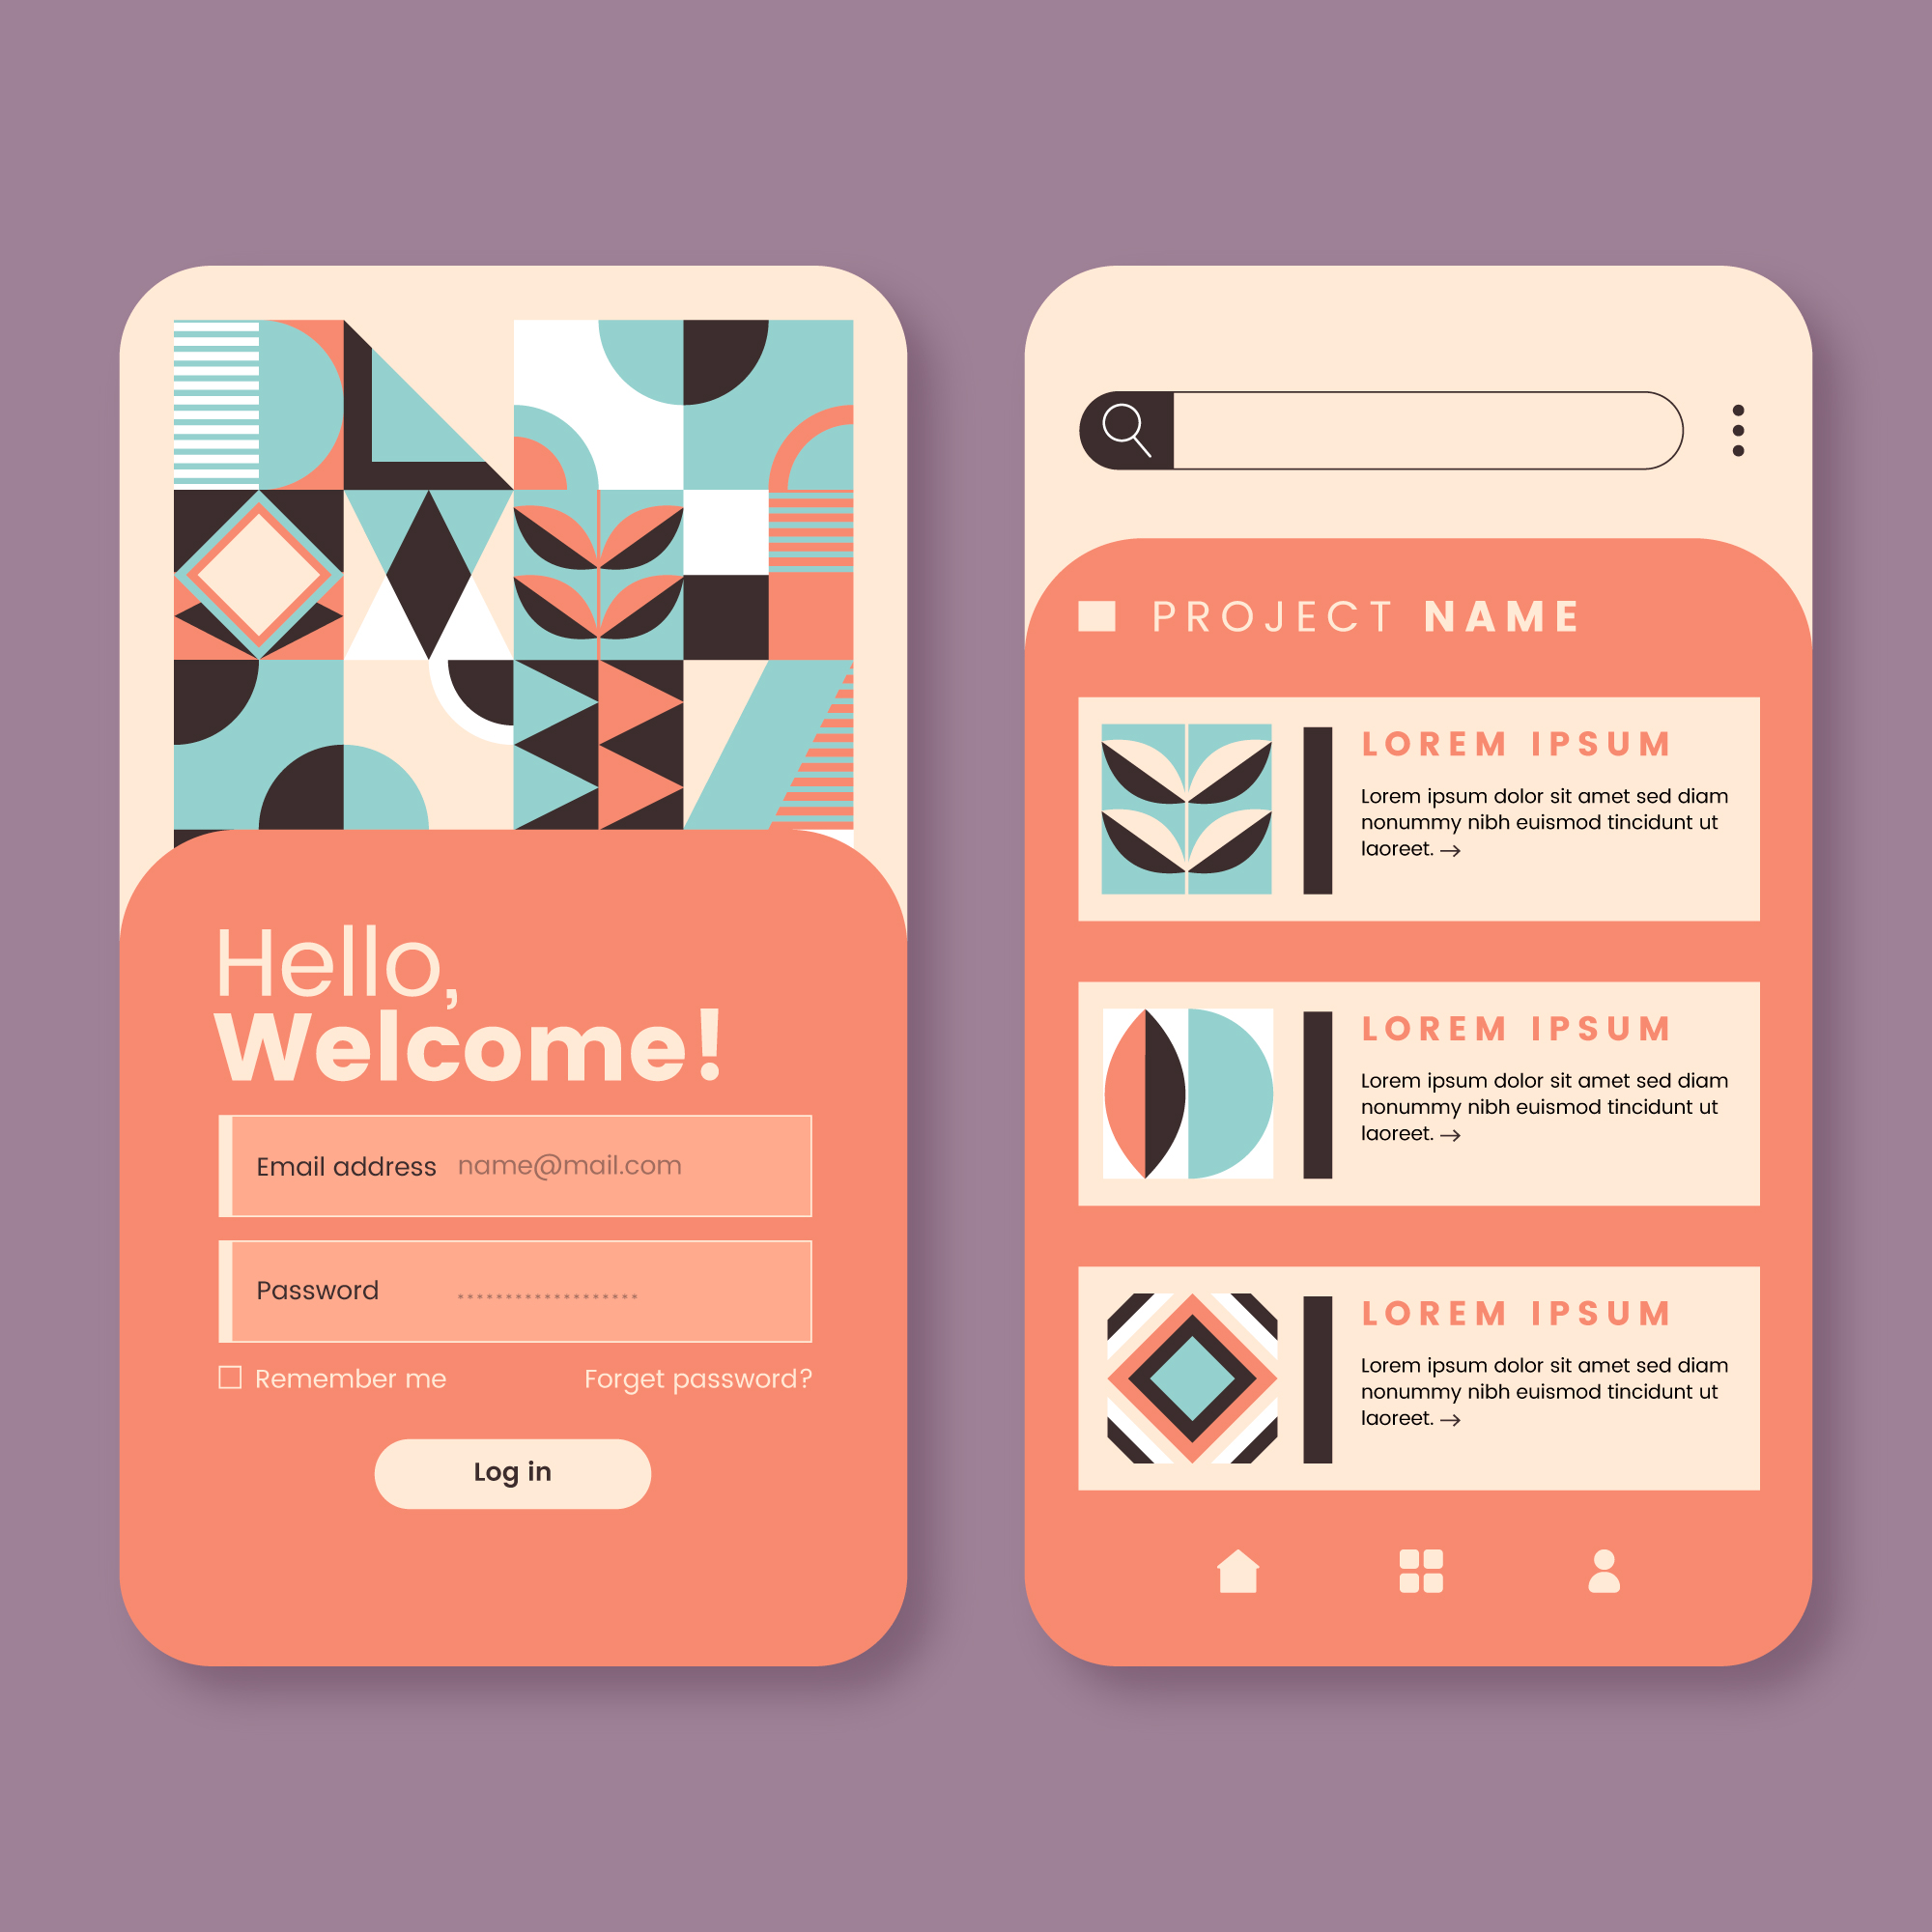 Hello,
Welcome!
Email address name@mail.com
Password ******************
Remember me Forget password?
Log in
PROJECT NAME
LOREM IPSUM
Lorem ipsum dolor sit amet sed diam
nonummy nibh euismod tincidunt ut
laoreet. →
LOREM IPSUM
Lorem ipsum dolor sit amet sed diam
nonummy nibh euismod tincidunt ut
laoreet. →
LOREM IPSUM
Lorem ipsum dolor sit amet sed diam
nonummy nibh euismod tincidunt ut
laoreet. →